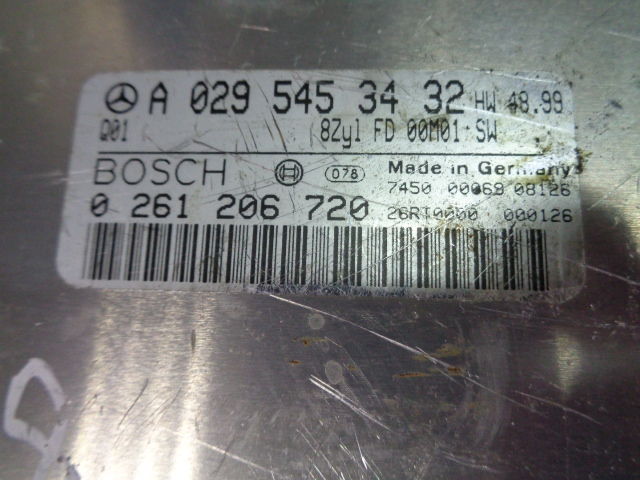 A 029 545 34 32 HW 48.99
Q01 8Zyl FD 00M01 SW
BOSCH 078 Made in Germany
7450 00068 08126
0 261 206 720 26RT0000 000126